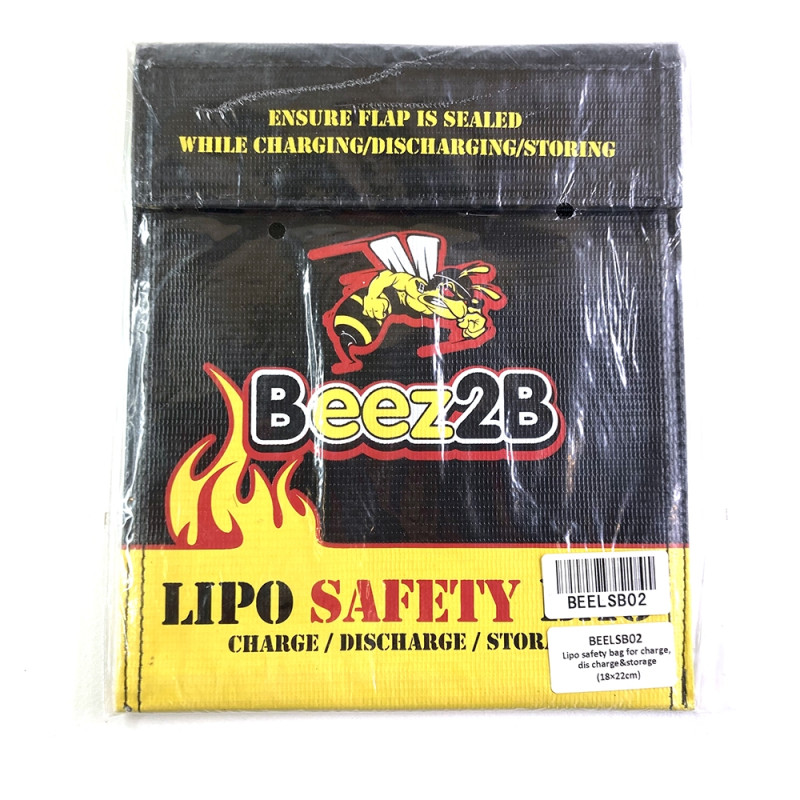 ENSURE FLAP IS SEALED
WHILE CHARGING/DISCHARGING/STORING
Beez2B
LIPO SAFETY
CHARGE / DISCHARGE /
BEELSB02
BEELSB02
Lipo safety bag for charge,
dis charge&storage
(18×22cm)